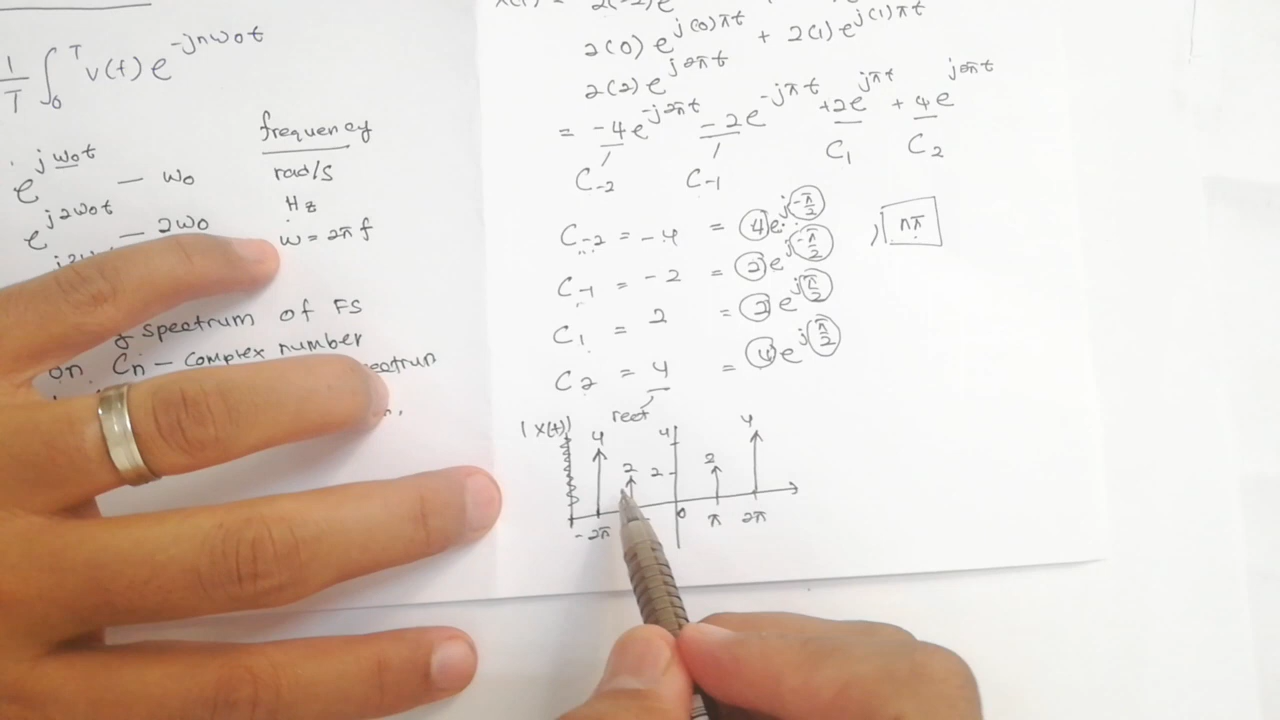 1/T ∫₀ᵀ v(t) e^{-jnω₀t}
e^{jω₀t} — ω₀
e^{j2ω₀t} — 2ω₀
frequency
rad/s
Hz
ω = 2πf
g spectrum of FS
on Cn — complex number
2(0) e^{j(0)πt} + 2(1) e^{j(1)πt}
2(2) e^{j2πt}
= -4e^{-j2πt} - 2e^{-jπt} + 2e^{jπt} + 4e^{j2πt}
C₋₂ C₋₁ C₁ C₂
C₋₂ = -4 = 4e^{j-π/2} , nπ
C₋₁ = -2 = 2e^{j-π/2}
C₁ = 2 = 2e^{jπ/2}
C₂ = 4 = 4e^{jπ/2}
|X(t)|
4 2 4 2 2 4
-2π 0 π 2π